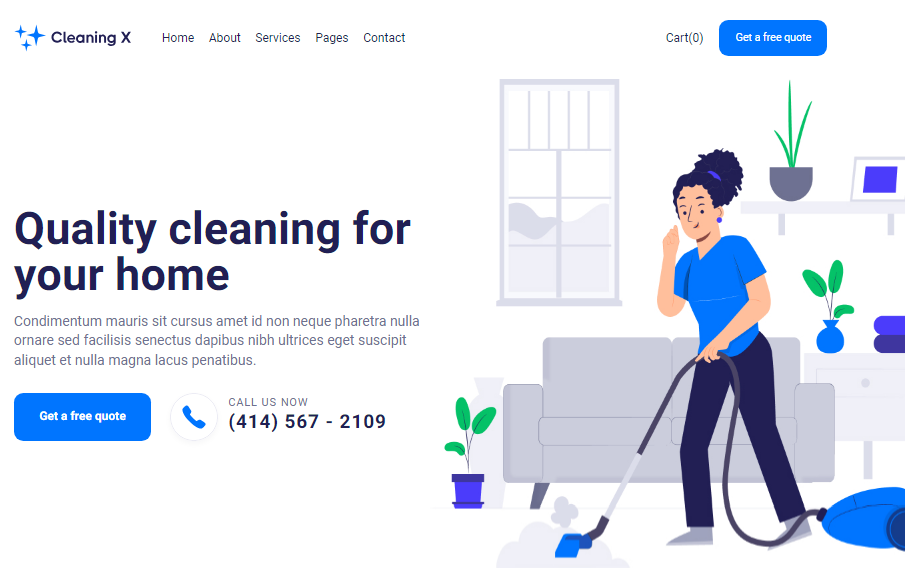 Cleaning X
Home About Services Pages Contact
Cart(0)
Get a free quote
Quality cleaning for
your home
Condimentum mauris sit cursus amet id non neque pharetra nulla
ornare sed facilisis senectus dapibus nibh ultrices eget suscipit
aliquet et nulla magna lacus penatibus.
Get a free quote
CALL US NOW
(414) 567 - 2109